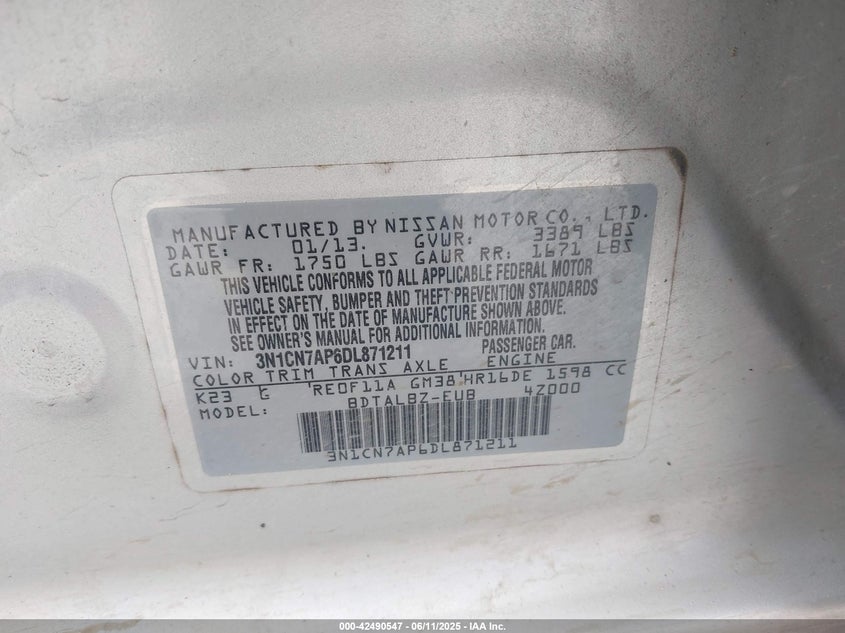 MANUFACTURED BY NISSAN MOTOR CO., LTD.
DATE: 01/13. GVWR: 3389 LBS
GAWR FR: 1750 LBS GAWR RR: 1671 LBS
THIS VEHICLE CONFORMS TO ALL APPLICABLE FEDERAL MOTOR
VEHICLE SAFETY, BUMPER AND THEFT PREVENTION STANDARDS
IN EFFECT ON THE DATE OF MANUFACTURE SHOWN ABOVE.
SEE OWNER'S MANUAL FOR ADDITIONAL INFORMATION.
VIN: 3N1CN7AP6DL871211 PASSENGER CAR.
COLOR TRIM TRANS AXLE ENGINE
K23 G RE0F11A GM38 HR16DE 1598 CC
MODEL: BDTALBZ-EUB 4Z000
3N1CN7AP6DL871211
000-42490547 - 06/11/2025 - IAA Inc.